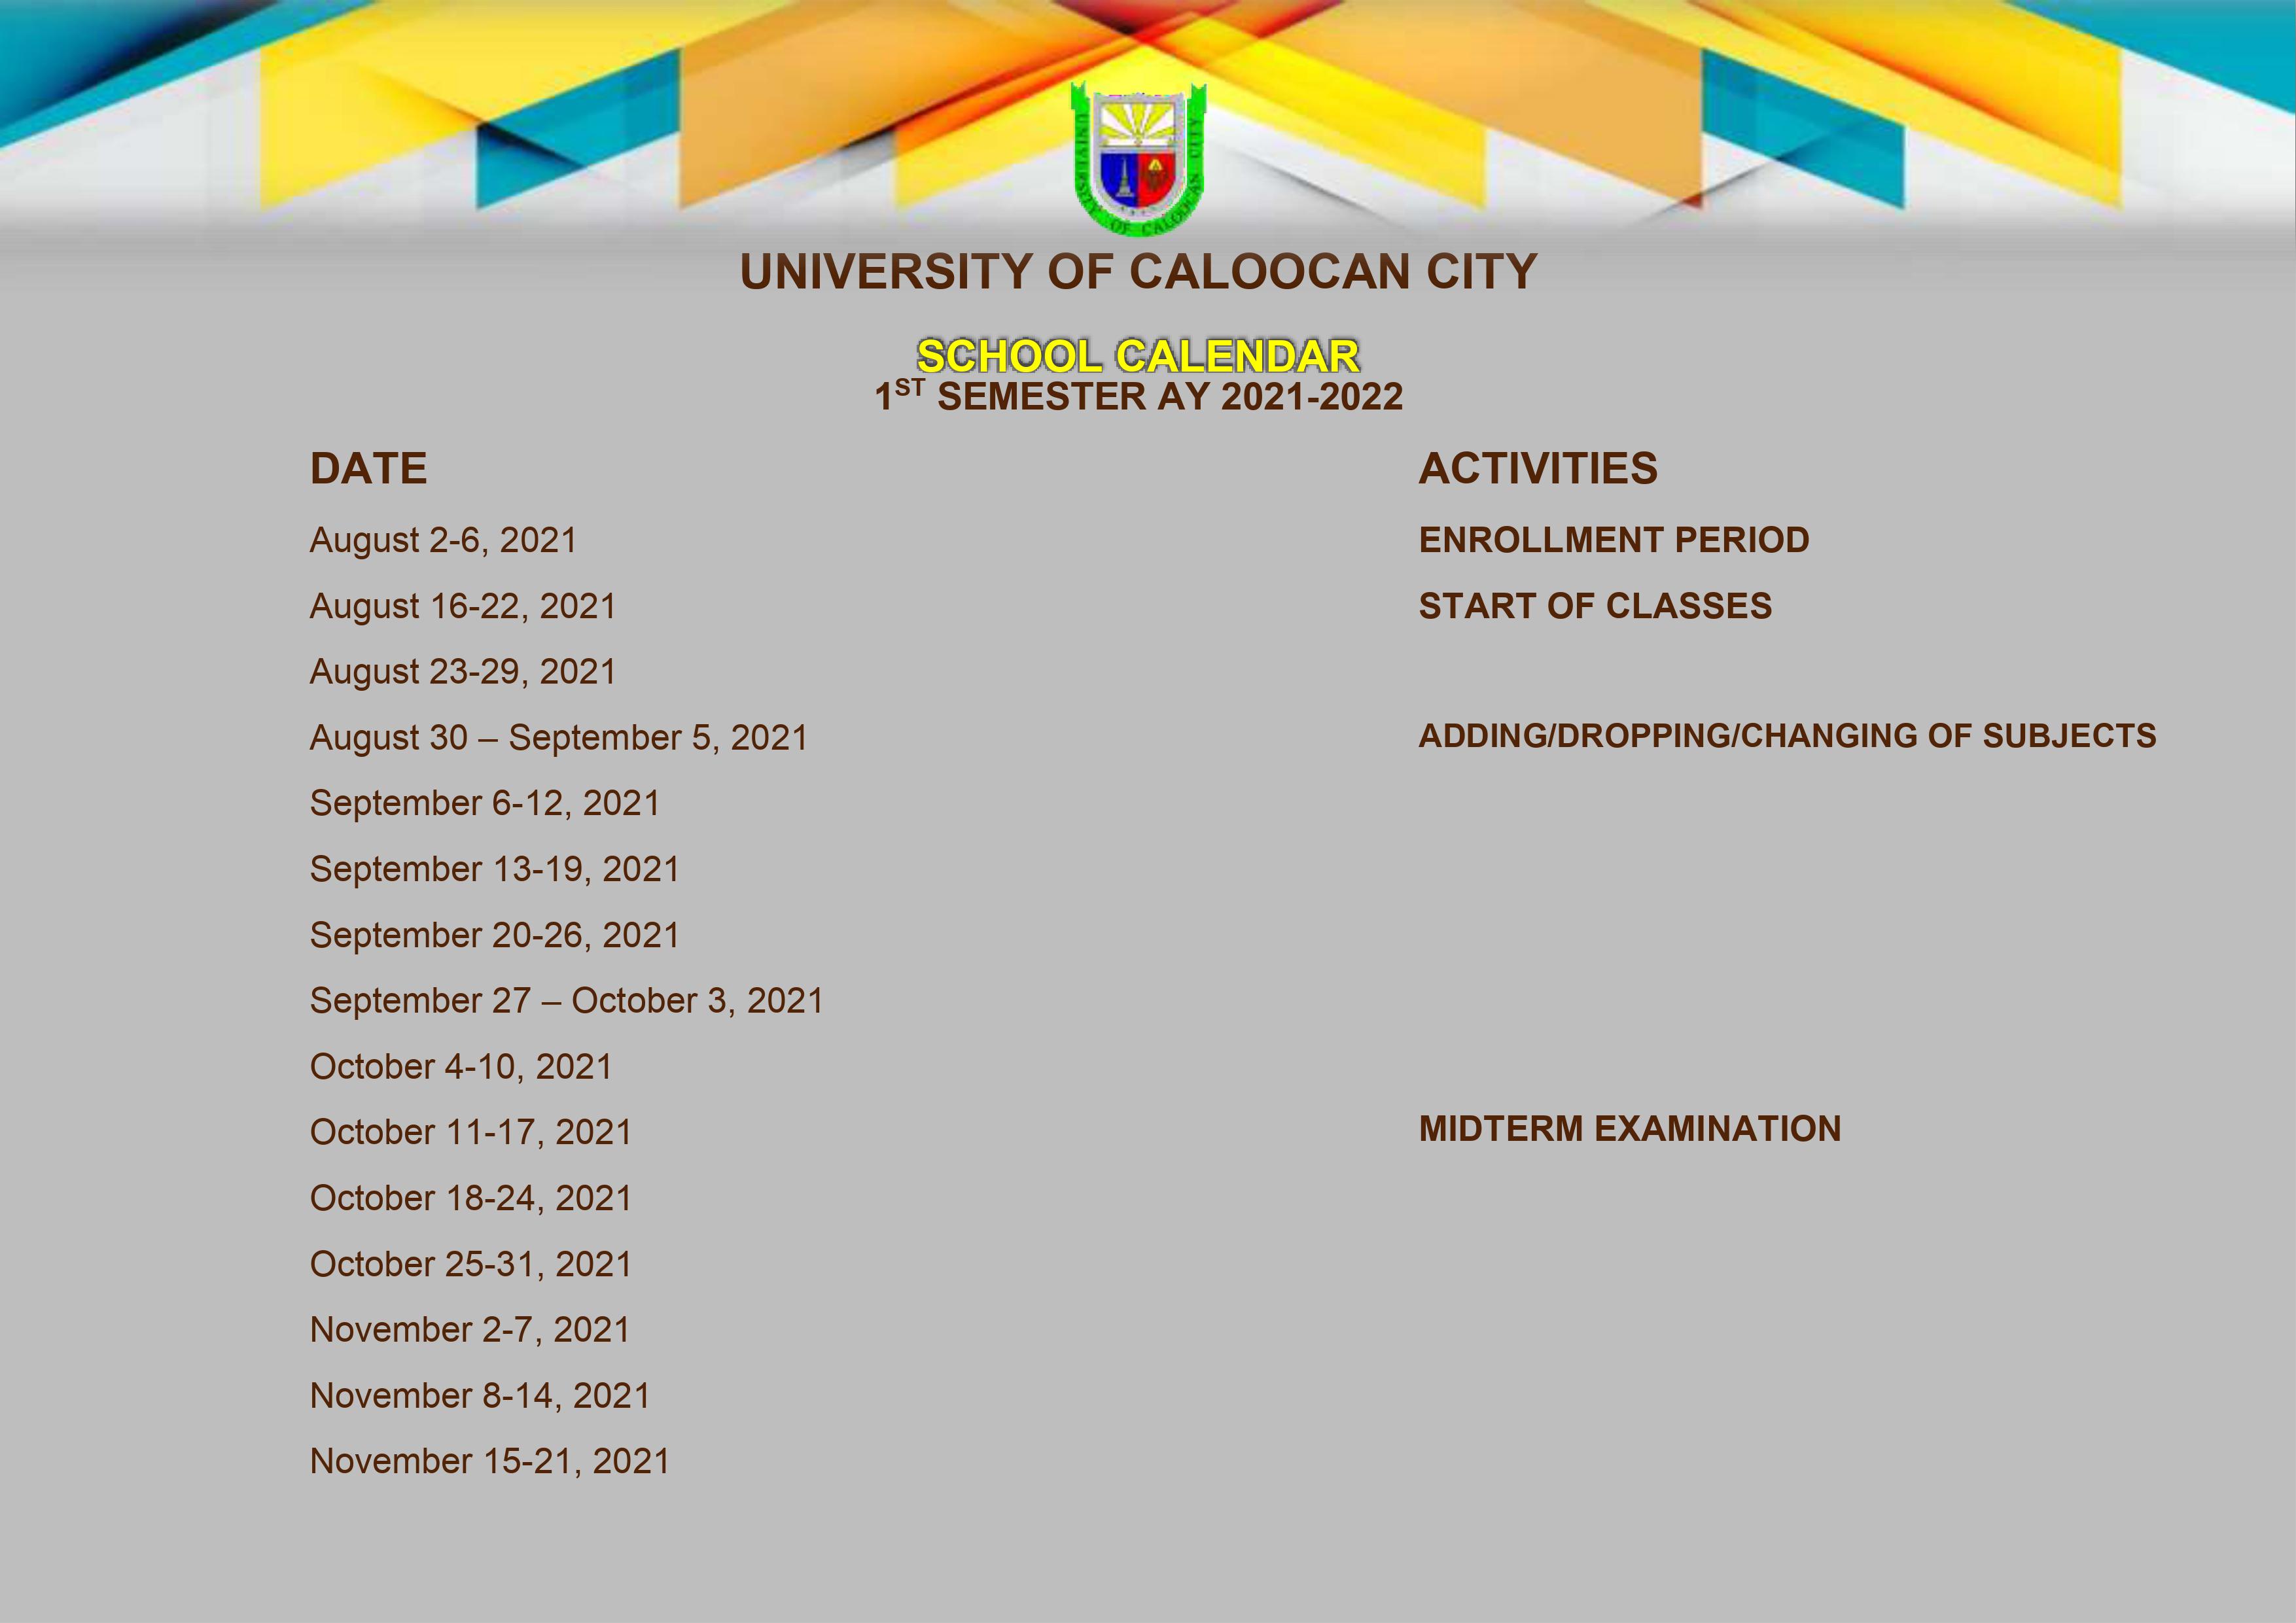 UNIVERSITY OF CALOOCAN CITY
UNIVERSITY OF CALOOCAN CITY
SCHOOL CALENDAR
1ST SEMESTER AY 2021-2022
DATE ACTIVITIES
August 2-6, 2021 ENROLLMENT PERIOD
August 16-22, 2021 START OF CLASSES
August 23-29, 2021
August 30 – September 5, 2021 ADDING/DROPPING/CHANGING OF SUBJECTS
September 6-12, 2021
September 13-19, 2021
September 20-26, 2021
September 27 – October 3, 2021
October 4-10, 2021
October 11-17, 2021 MIDTERM EXAMINATION
October 18-24, 2021
October 25-31, 2021
November 2-7, 2021
November 8-14, 2021
November 15-21, 2021